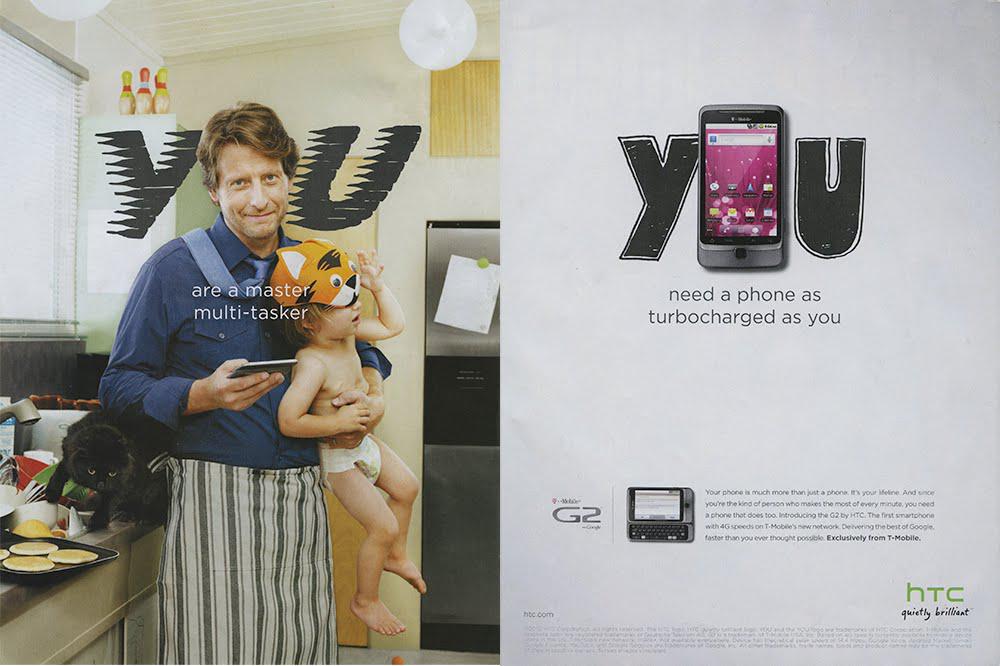 YOU
are a master
multi-tasker
YOU
T-Mobile
need a phone as
turbocharged as you
T-Mobile
G2
with Google
Your phone is much more than just a phone. It's your lifeline. And since
you're the kind of person who makes the most of every minute, you need
a phone that does too. Introducing the G2 by HTC. The first smartphone
with 4G speeds on T-Mobile's new network. Delivering the best of Google,
faster than you ever thought possible. Exclusively from T-Mobile.
htc
quietly brilliant
htc.com